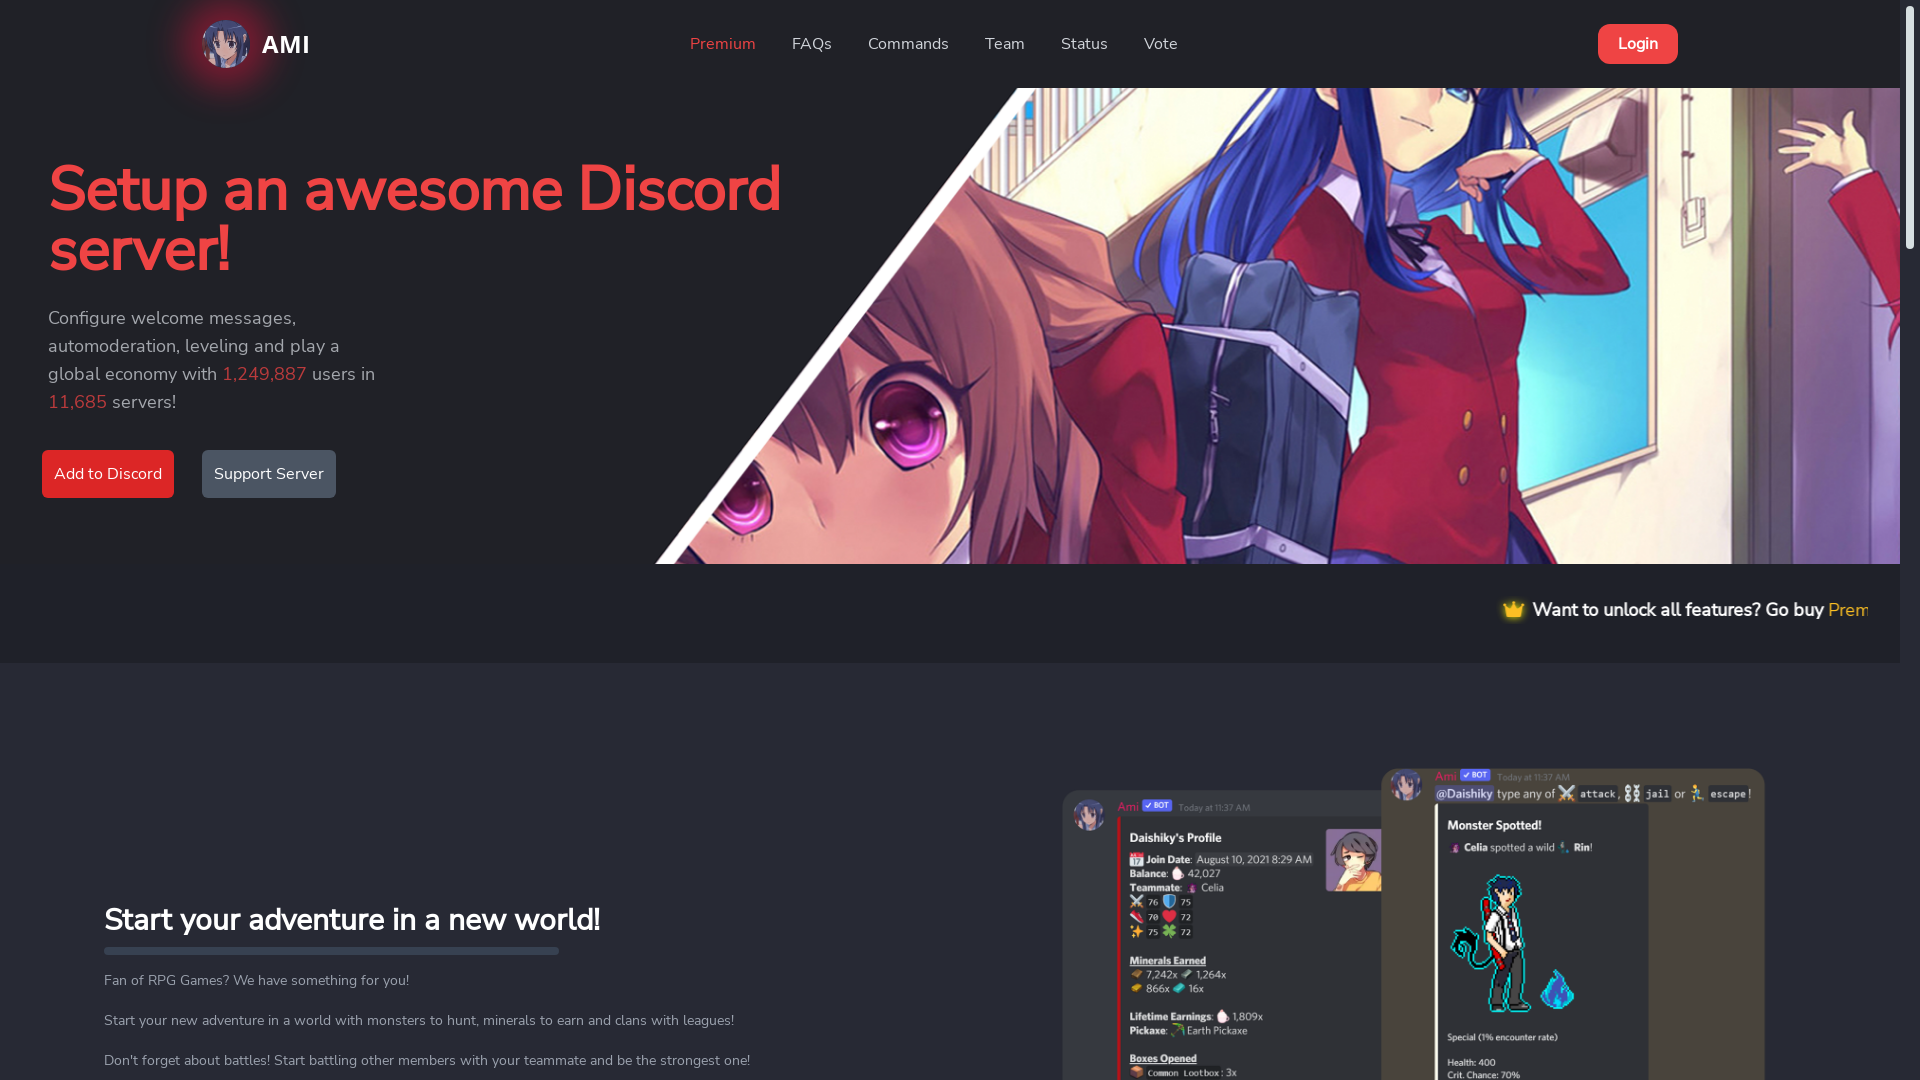 AMI
Premium
FAQs
Commands
Team
Status
Vote
Login
Setup an awesome Discord
server!
Configure welcome messages,
automoderation, leveling and play a
global economy with 1,249,887 users in
11,685 servers!
Add to Discord
Support Server
Want to unlock all features? Go buy Prem
Start your adventure in a new world!
Fan of RPG Games? We have something for you!
Start your new adventure in a world with monsters to hunt, minerals to earn and clans with leagues!
Don't forget about battles! Start battling other members with your teammate and be the strongest one!
Ami BOT Today at 11:37 AM
Daishiky's Profile
Join Date: August 10, 2021 8:29 AM
Balance: 42,027
Teammate: Celia
76 75
70 72
75 72
Minerals Earned
7,242x 1,264x
866x 16x
Lifetime Earnings: 1,809x
Pickaxe: Earth Pickaxe
Boxes Opened
Common Lootbox: 3x
Ami BOT Today at 11:37 AM
@Daishiky type any of attack, jail or escape!
Monster Spotted!
Celia spotted a wild Rin!
Special (1% encounter rate)
Health: 400
Crit. Chance: 70%